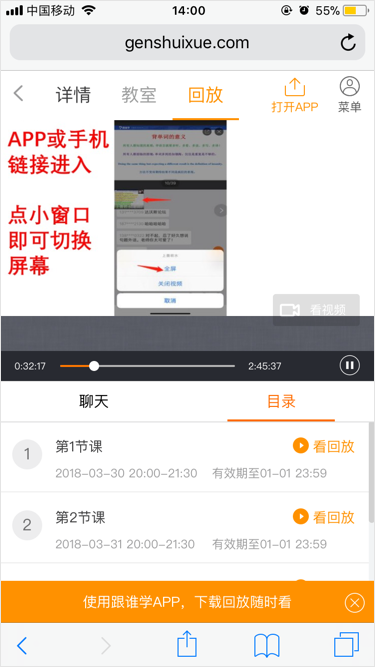 中国移动
14:00
55%
genshuixue.com
详情
教室
回放
打开APP
菜单
APP或手机
链接进入
点小窗口
即可切换
屏幕
全屏
关闭视频
取消
看视频
0:32:17
2:45:37
聊天
目录
1
第1节课
看回放
2018-03-30 20:00-21:30
有效期至01-01 23:59
2
第2节课
看回放
2018-03-31 20:00-21:30
有效期至01-01 23:59
使用跟谁学APP，下载回放随时看